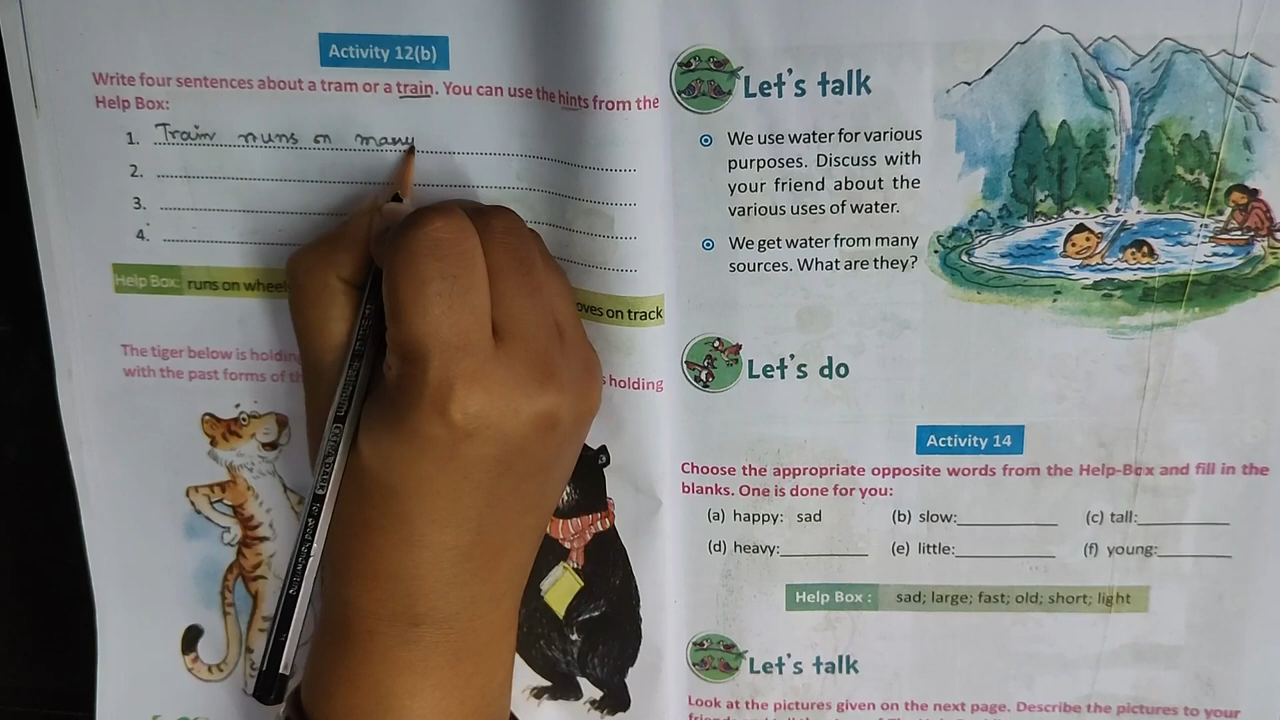 Activity 12(b)
Write four sentences about a tram or a train. You can use the hints from the
Help Box:
1. Train runs on many
2.
3.
4.
Help Box: runs on wheel
oves on track
The tiger below is holding
with the past forms of
holding
Let's talk
We use water for various
purposes. Discuss with
your friend about the
various uses of water.
We get water from many
sources. What are they?
Let's do
Activity 14
Choose the appropriate opposite words from the Help-Box and fill in the
blanks. One is done for you:
(a) happy: sad (b) slow: (c) tall:
(d) heavy: (e) little: (f) young:
Help Box : sad; large; fast; old; short; light
Let's talk
Look at the pictures given on the next page. Describe the pictures to your